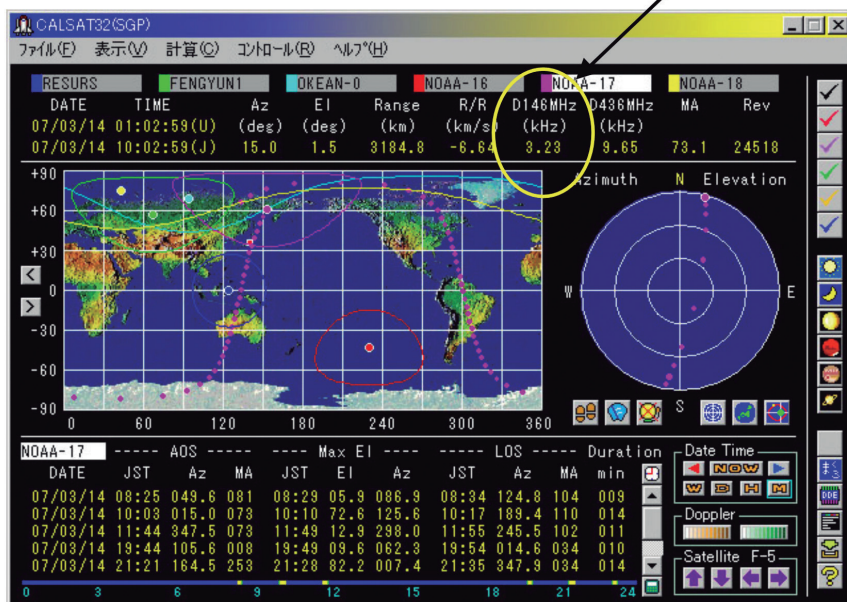 CALSAT32(SGP)
ファイル(F) 表示(V) 計算(C) コントロール(R) ヘルプ(H)
RESURS FENGYUN1 OKEAN-0 NOAA-16 NOAA-17 NOAA-18
DATE TIME Az El Range R/R D146MHz D436MHz MA Rev
07/03/14 01:02:59(U) (deg) (deg) (km) (km/s) (kHz) (kHz)
07/03/14 10:02:59(J) 15.0 1.5 3184.8 -6.64 3.23 9.65 73.1 24518
+90
+60
+30
0
-30
-60
-90
0 60 120 180 240 300 360
< >
Azimuth N Elevation
W E
S
NOAA-17 ----- AOS ----- ---- Max El ---- ----- LOS ----- Duration
DATE JST Az MA JST El Az JST Az MA min
07/03/14 08:25 049.6 081 08:29 05.9 086.9 08:34 124.8 104 009
07/03/14 10:03 015.0 073 10:10 72.6 125.6 10:17 189.4 110 014
07/03/14 11:44 347.5 073 11:49 12.9 298.0 11:55 245.5 102 011
07/03/14 19:44 105.6 008 19:49 09.6 062.3 19:54 014.6 034 010
07/03/14 21:21 164.5 253 21:28 82.2 007.4 21:35 347.9 034 014
0 3 6 9 12 15 18 21 24
Date Time
NOW
W D H M
Doppler
Satellite F-5
DDE
?